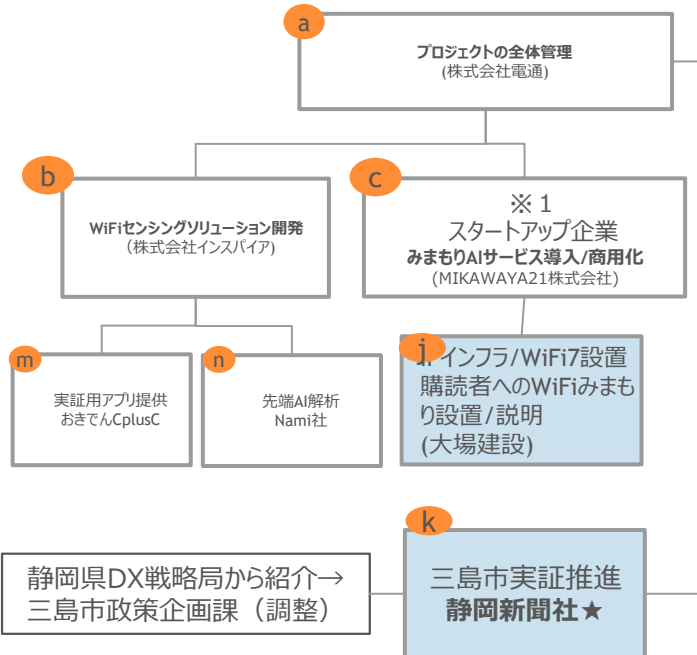 a
プロジェクトの全体管理
(株式会社電通)
b
WiFiセンシングソリューション開発
（株式会社インスパイア)
c
※１
スタートアップ企業
みまもりAIサービス導入/商用化
(MIKAWAYA21株式会社)
m
実証用アプリ提供
おきでんCplusC
n
先端AI解析
Nami社
j
インフラ/WiFi7設置
購読者へのWiFiみまも
り設置/説明
(大場建設)
k
三島市実証推進
静岡新聞社★
静岡県DX戦略局から紹介→
三島市政策企画課（調整）